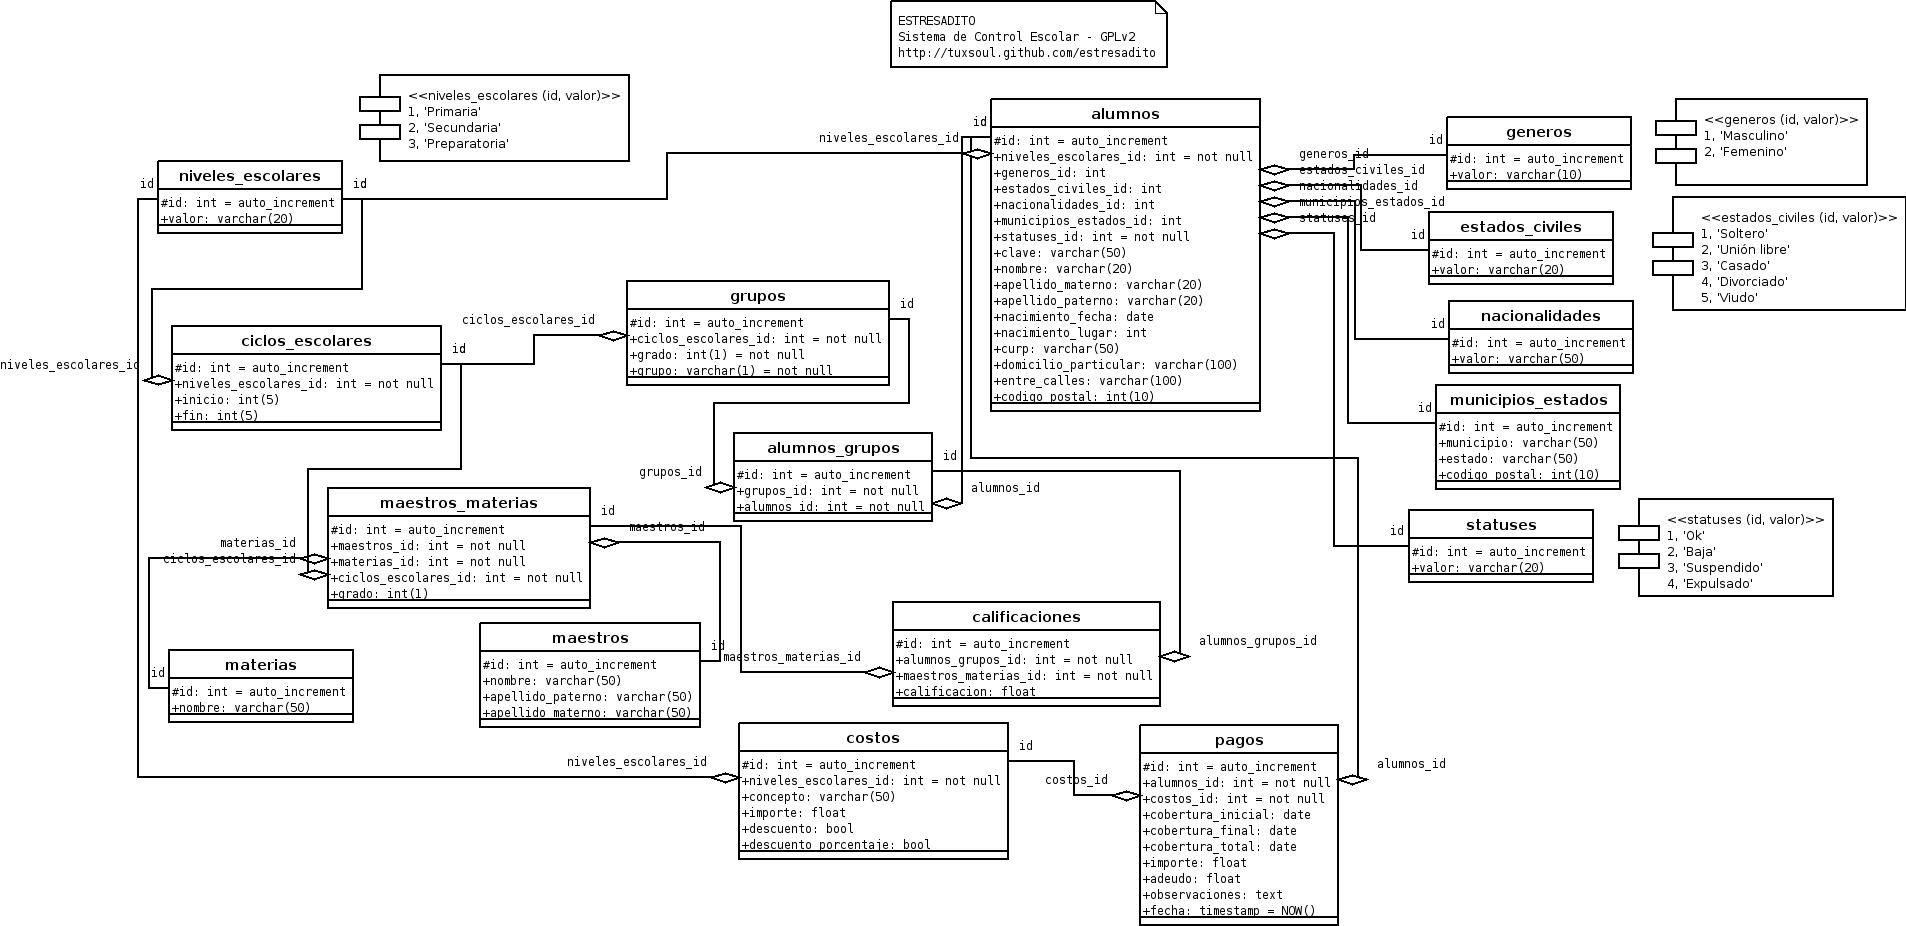 ESTRESADITO
Sistema de Control Escolar - GPLv2
http://tuxsoul.github.com/estresadito
<<niveles_escolares (id, valor)>>
1, 'Primaria'
2, 'Secundaria'
3, 'Preparatoria'
niveles_escolares
#id: int = auto_increment
+valor: varchar(20)
id
id
niveles_escolares_id
id
alumnos
#id: int = auto_increment
+niveles_escolares_id: int = not null
+generos_id: int
+estados_civiles_id: int
+nacionalidades_id: int
+municipios_estados_id: int
+statuses_id: int = not null
+clave: varchar(50)
+nombre: varchar(20)
+apellido_materno: varchar(20)
+apellido_paterno: varchar(20)
+nacimiento_fecha: date
+nacimiento_lugar: int
+curp: varchar(50)
+domicilio_particular: varchar(100)
+entre_calles: varchar(100)
+codigo_postal: int(10)
generos_id
estados_civiles_id
nacionalidades_id
municipios_estados_id
statuses_id
id
generos
#id: int = auto_increment
+valor: varchar(10)
<<generos (id, valor)>>
1, 'Masculino'
2, 'Femenino'
id
estados_civiles
#id: int = auto_increment
+valor: varchar(20)
<<estados_civiles (id, valor)>>
1, 'Soltero'
2, 'Unión libre'
3, 'Casado'
4, 'Divorciado'
5, 'Viudo'
id
nacionalidades
#id: int = auto_increment
+valor: varchar(50)
id
municipios_estados
#id: int = auto_increment
+municipio: varchar(50)
+estado: varchar(50)
+codigo_postal: int(10)
id
statuses
#id: int = auto_increment
+valor: varchar(20)
<<statuses (id, valor)>>
1, 'Ok'
2, 'Baja'
3, 'Suspendido'
4, 'Expulsado'
niveles_escolares_id
ciclos_escolares
#id: int = auto_increment
+niveles_escolares_id: int = not null
+inicio: int(5)
+fin: int(5)
id
ciclos_escolares_id
grupos
#id: int = auto_increment
+ciclos_escolares_id: int = not null
+grado: int(1) = not null
+grupo: varchar(1) = not null
id
grupos_id
alumnos_grupos
#id: int = auto_increment
+grupos_id: int = not null
+alumnos_id: int = not null
id
alumnos_id
materias_id
ciclos_escolares_id
maestros_materias
#id: int = auto_increment
+maestros_id: int = not null
+materias_id: int = not null
+ciclos_escolares_id: int = not null
+grado: int(1)
id
maestros_id
id
materias
#id: int = auto_increment
+nombre: varchar(50)
maestros
#id: int = auto_increment
+nombre: varchar(50)
+apellido_paterno: varchar(50)
+apellido_materno: varchar(50)
id
maestros_materias_id
calificaciones
#id: int = auto_increment
+alumnos_grupos_id: int = not null
+maestros_materias_id: int = not null
+calificacion: float
alumnos_grupos_id
niveles_escolares_id
costos
#id: int = auto_increment
+niveles_escolares_id: int = not null
+concepto: varchar(50)
+importe: float
+descuento: bool
+descuento_porcentaje: bool
id
costos_id
pagos
#id: int = auto_increment
+alumnos_id: int = not null
+costos_id: int = not null
+cobertura_inicial: date
+cobertura_final: date
+cobertura_total: date
+importe: float
+adeudo: float
+observaciones: text
+fecha: timestamp = NOW()
alumnos_id